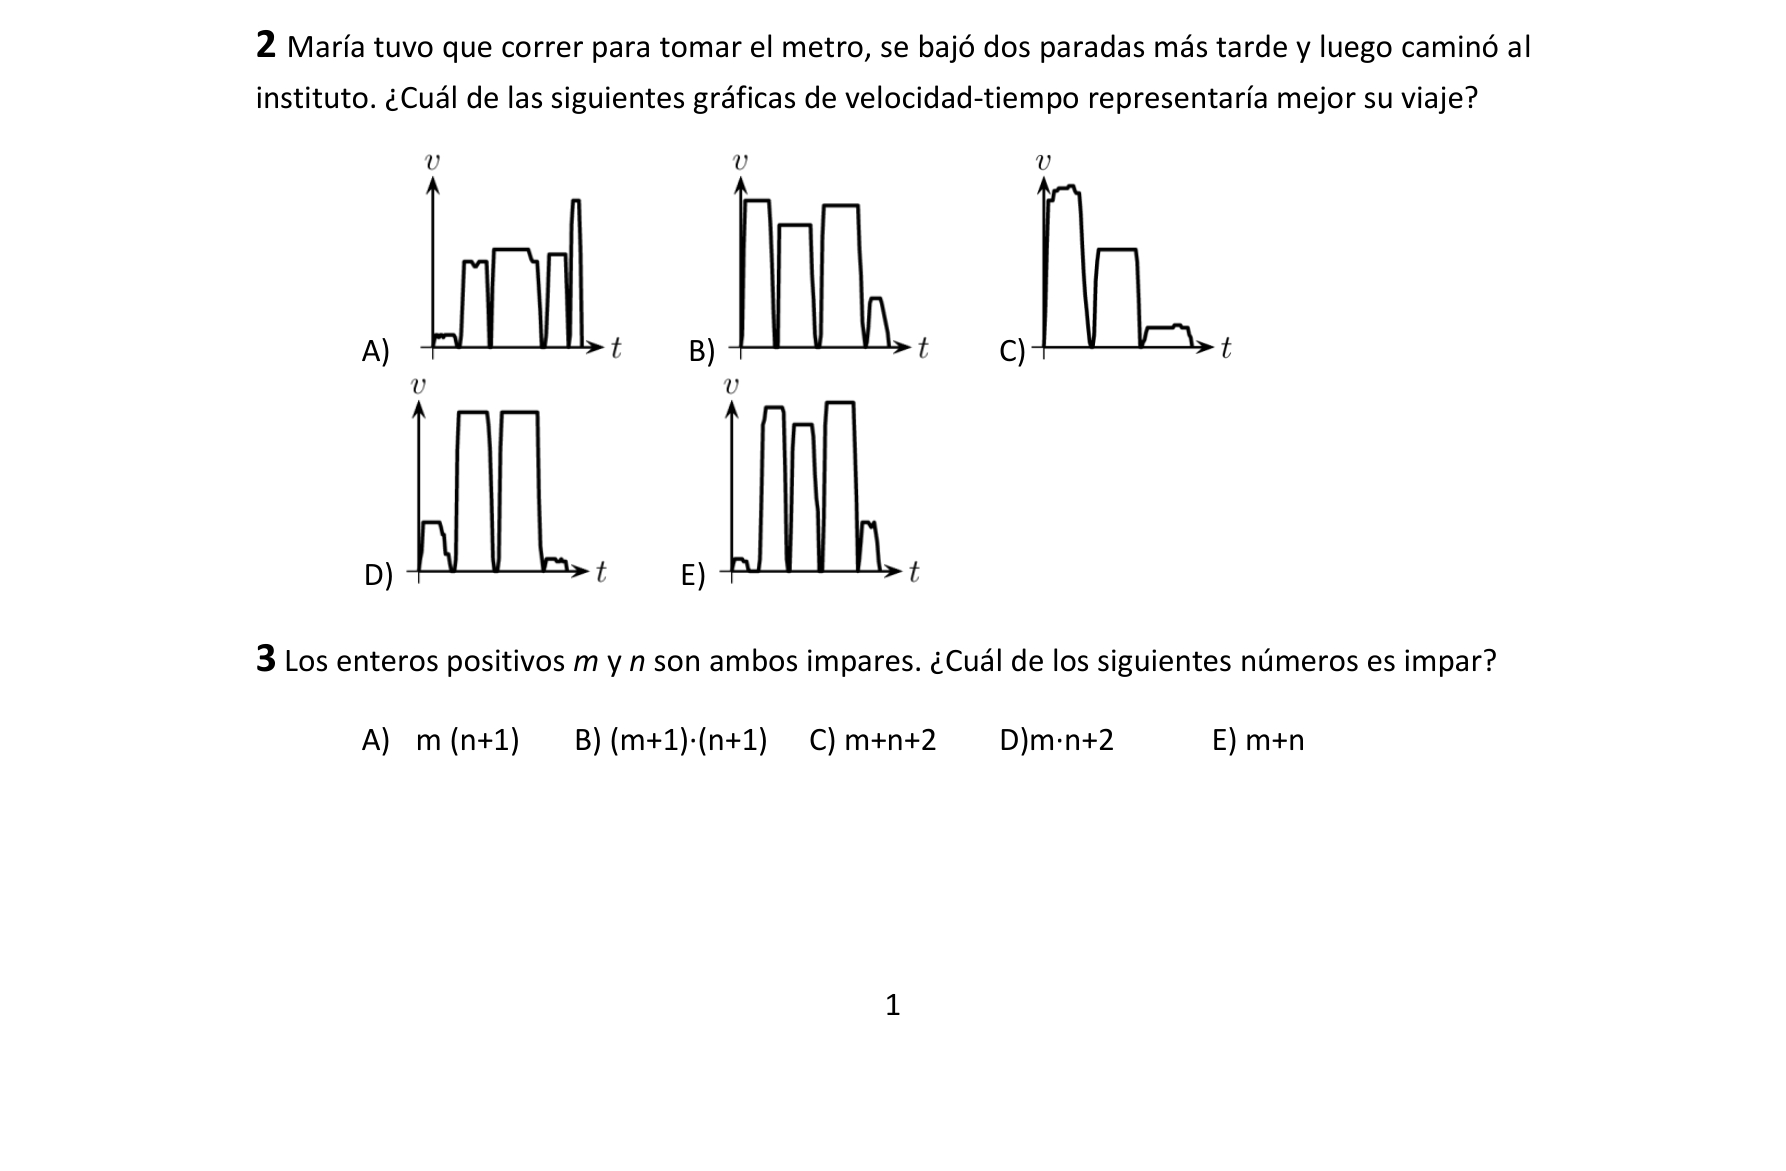 2 María tuvo que correr para tomar el metro, se bajó dos paradas más tarde y luego caminó al
instituto. ¿Cuál de las siguientes gráficas de velocidad-tiempo representaría mejor su viaje?
v v v
A) t B) t C) t
v v
D) t E) t
3 Los enteros positivos m y n son ambos impares. ¿Cuál de los siguientes números es impar?
A) m (n+1) B) (m+1)·(n+1) C) m+n+2 D)m·n+2 E) m+n
1